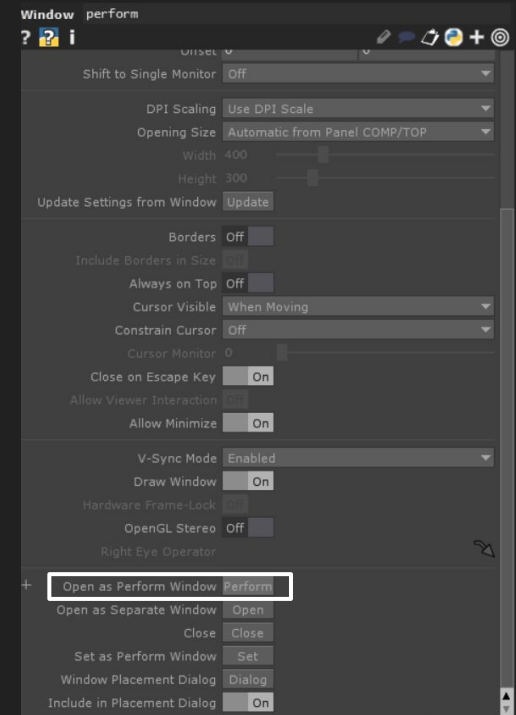 Window perform
? ? i
Offset 0 0
Shift to Single Monitor Off
DPI Scaling Use DPI Scale
Opening Size Automatic from Panel COMP/TOP
Width 400
Height 300
Update Settings from Window Update
Borders Off
Include Borders in Size Off
Always on Top Off
Cursor Visible When Moving
Constrain Cursor Off
Cursor Monitor 0
Close on Escape Key On
Allow Viewer Interaction Off
Allow Minimize On
V-Sync Mode Enabled
Draw Window On
Hardware Frame-Lock Off
OpenGL Stereo Off
Right Eye Operator
+ Open as Perform Window Perform
Open as Separate Window Open
Close Close
Set as Perform Window Set
Window Placement Dialog Dialog
Include in Placement Dialog On